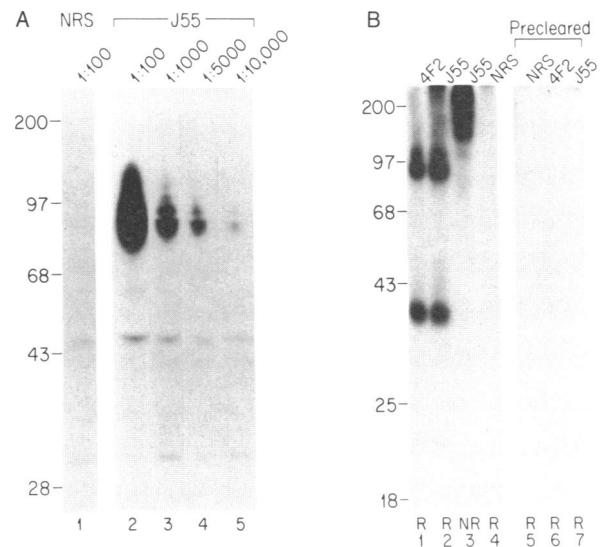 A
NRS J55
1:100 1:100 1:1000 1:5000 1:10,000
200
97
68
43
28
1 2 3 4 5
B
Precleared
4F2 J55 J55 NRS NRS 4F2 J55
200
97
68
43
25
18
R R NR R R R R
1 2 3 4 5 6 7